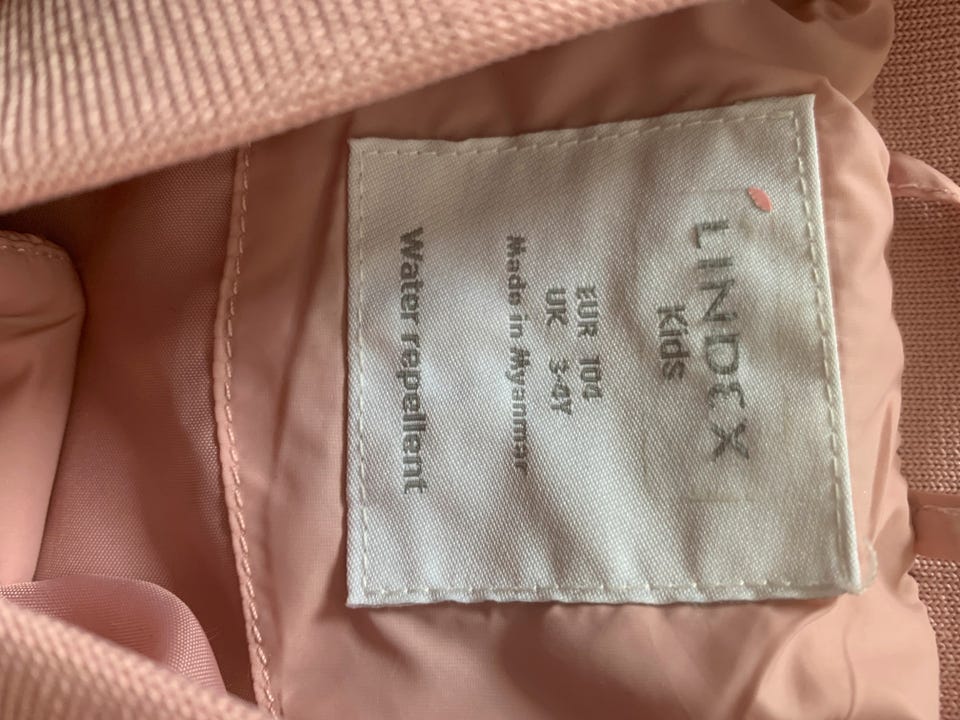 LINDEX
Kids
EUR 104
UK 3-4Y
Made in Myanmar
Water repellent